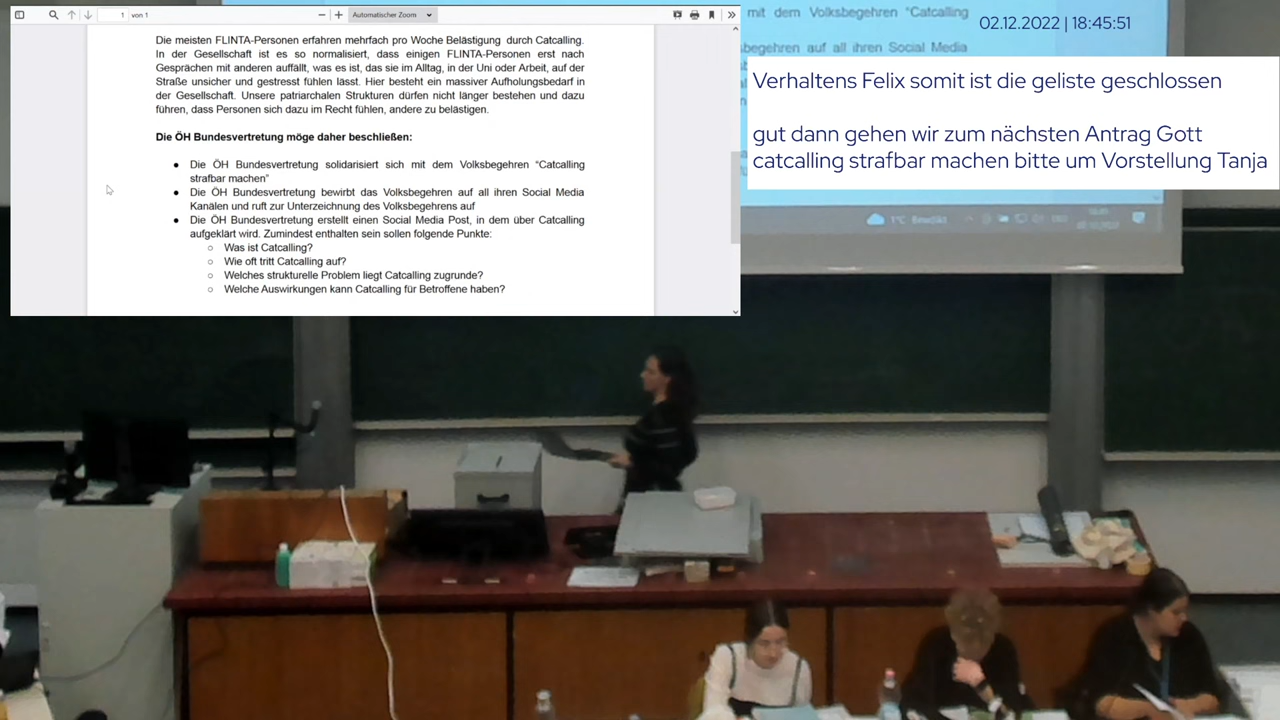 1 von 1
Automatischer Zoom
Die meisten FLINTA-Personen erfahren mehrfach pro Woche Belästigung durch Catcalling.
In der Gesellschaft ist es so normalisiert, dass einigen FLINTA-Personen erst nach
Gesprächen mit anderen auffällt, was es ist, das sie im Alltag, in der Uni oder Arbeit, auf der
Straße unsicher und gestresst fühlen lässt. Hier besteht ein massiver Aufholungsbedarf in
der Gesellschaft. Unsere patriarchalen Strukturen dürfen nicht länger bestehen und dazu
führen, dass Personen sich dazu im Recht fühlen, andere zu belästigen.
Die ÖH Bundesvertretung möge daher beschließen:
● Die ÖH Bundesvertretung solidarisiert sich mit dem Volksbegehren “Catcalling
strafbar machen”
● Die ÖH Bundesvertretung bewirbt das Volksbegehren auf all ihren Social Media
Kanälen und ruft zur Unterzeichnung des Volksbegehrens auf
● Die ÖH Bundesvertretung erstellt einen Social Media Post, in dem über Catcalling
aufgeklärt wird. Zumindest enthalten sein sollen folgende Punkte:
○ Was ist Catcalling?
○ Wie oft tritt Catcalling auf?
○ Welches strukturelle Problem liegt Catcalling zugrunde?
○ Welche Auswirkungen kann Catcalling für Betroffene haben?
mit dem Volksbegehren “Catcalling
02.12.2022 | 18:45:51
begehren auf all ihren Social Media
Verhaltens Felix somit ist die geliste geschlossen
gut dann gehen wir zum nächsten Antrag Gott
catcalling strafbar machen bitte um Vorstellung Tanja
1°C Bewölkt